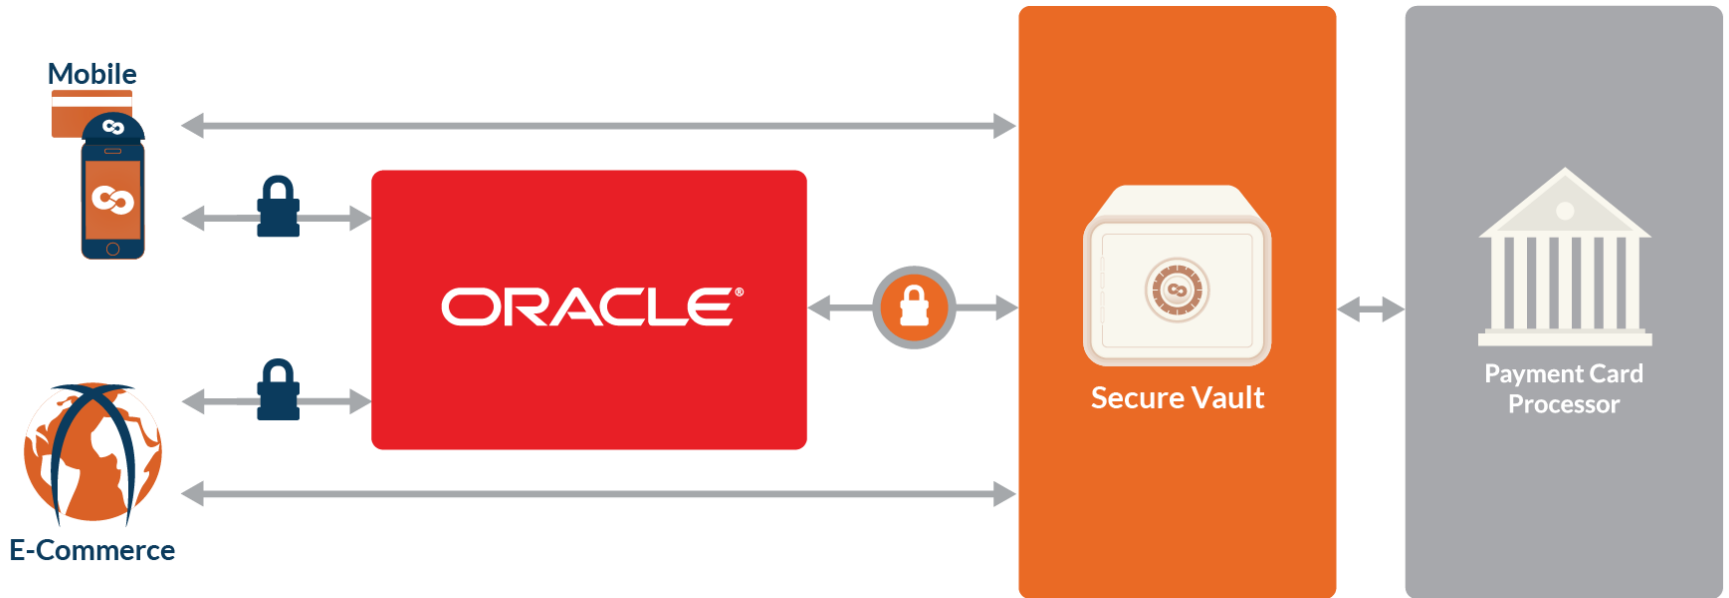 Mobile
ORACLE®
Secure Vault
Payment Card
Processor
E-Commerce